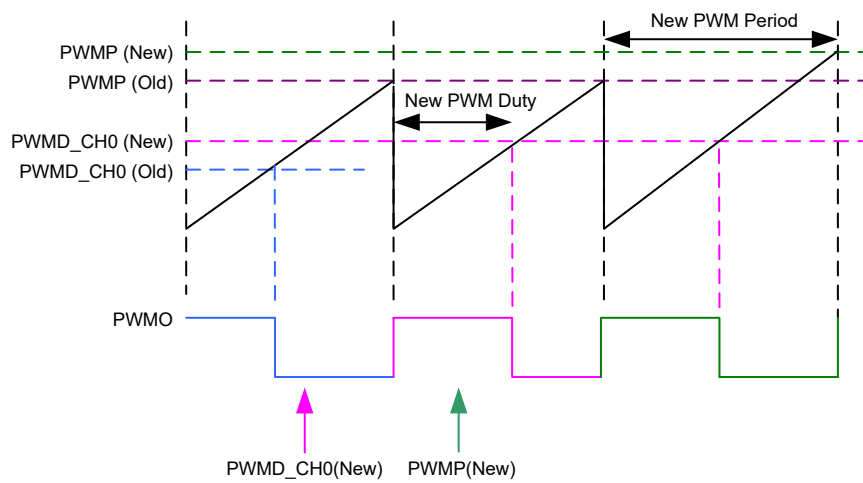 New PWM Period
PWMP (New)
PWMP (Old)
New PWM Duty
PWMD_CH0 (New)
PWMD_CH0 (Old)
PWMO
PWMD_CH0(New)
PWMP(New)